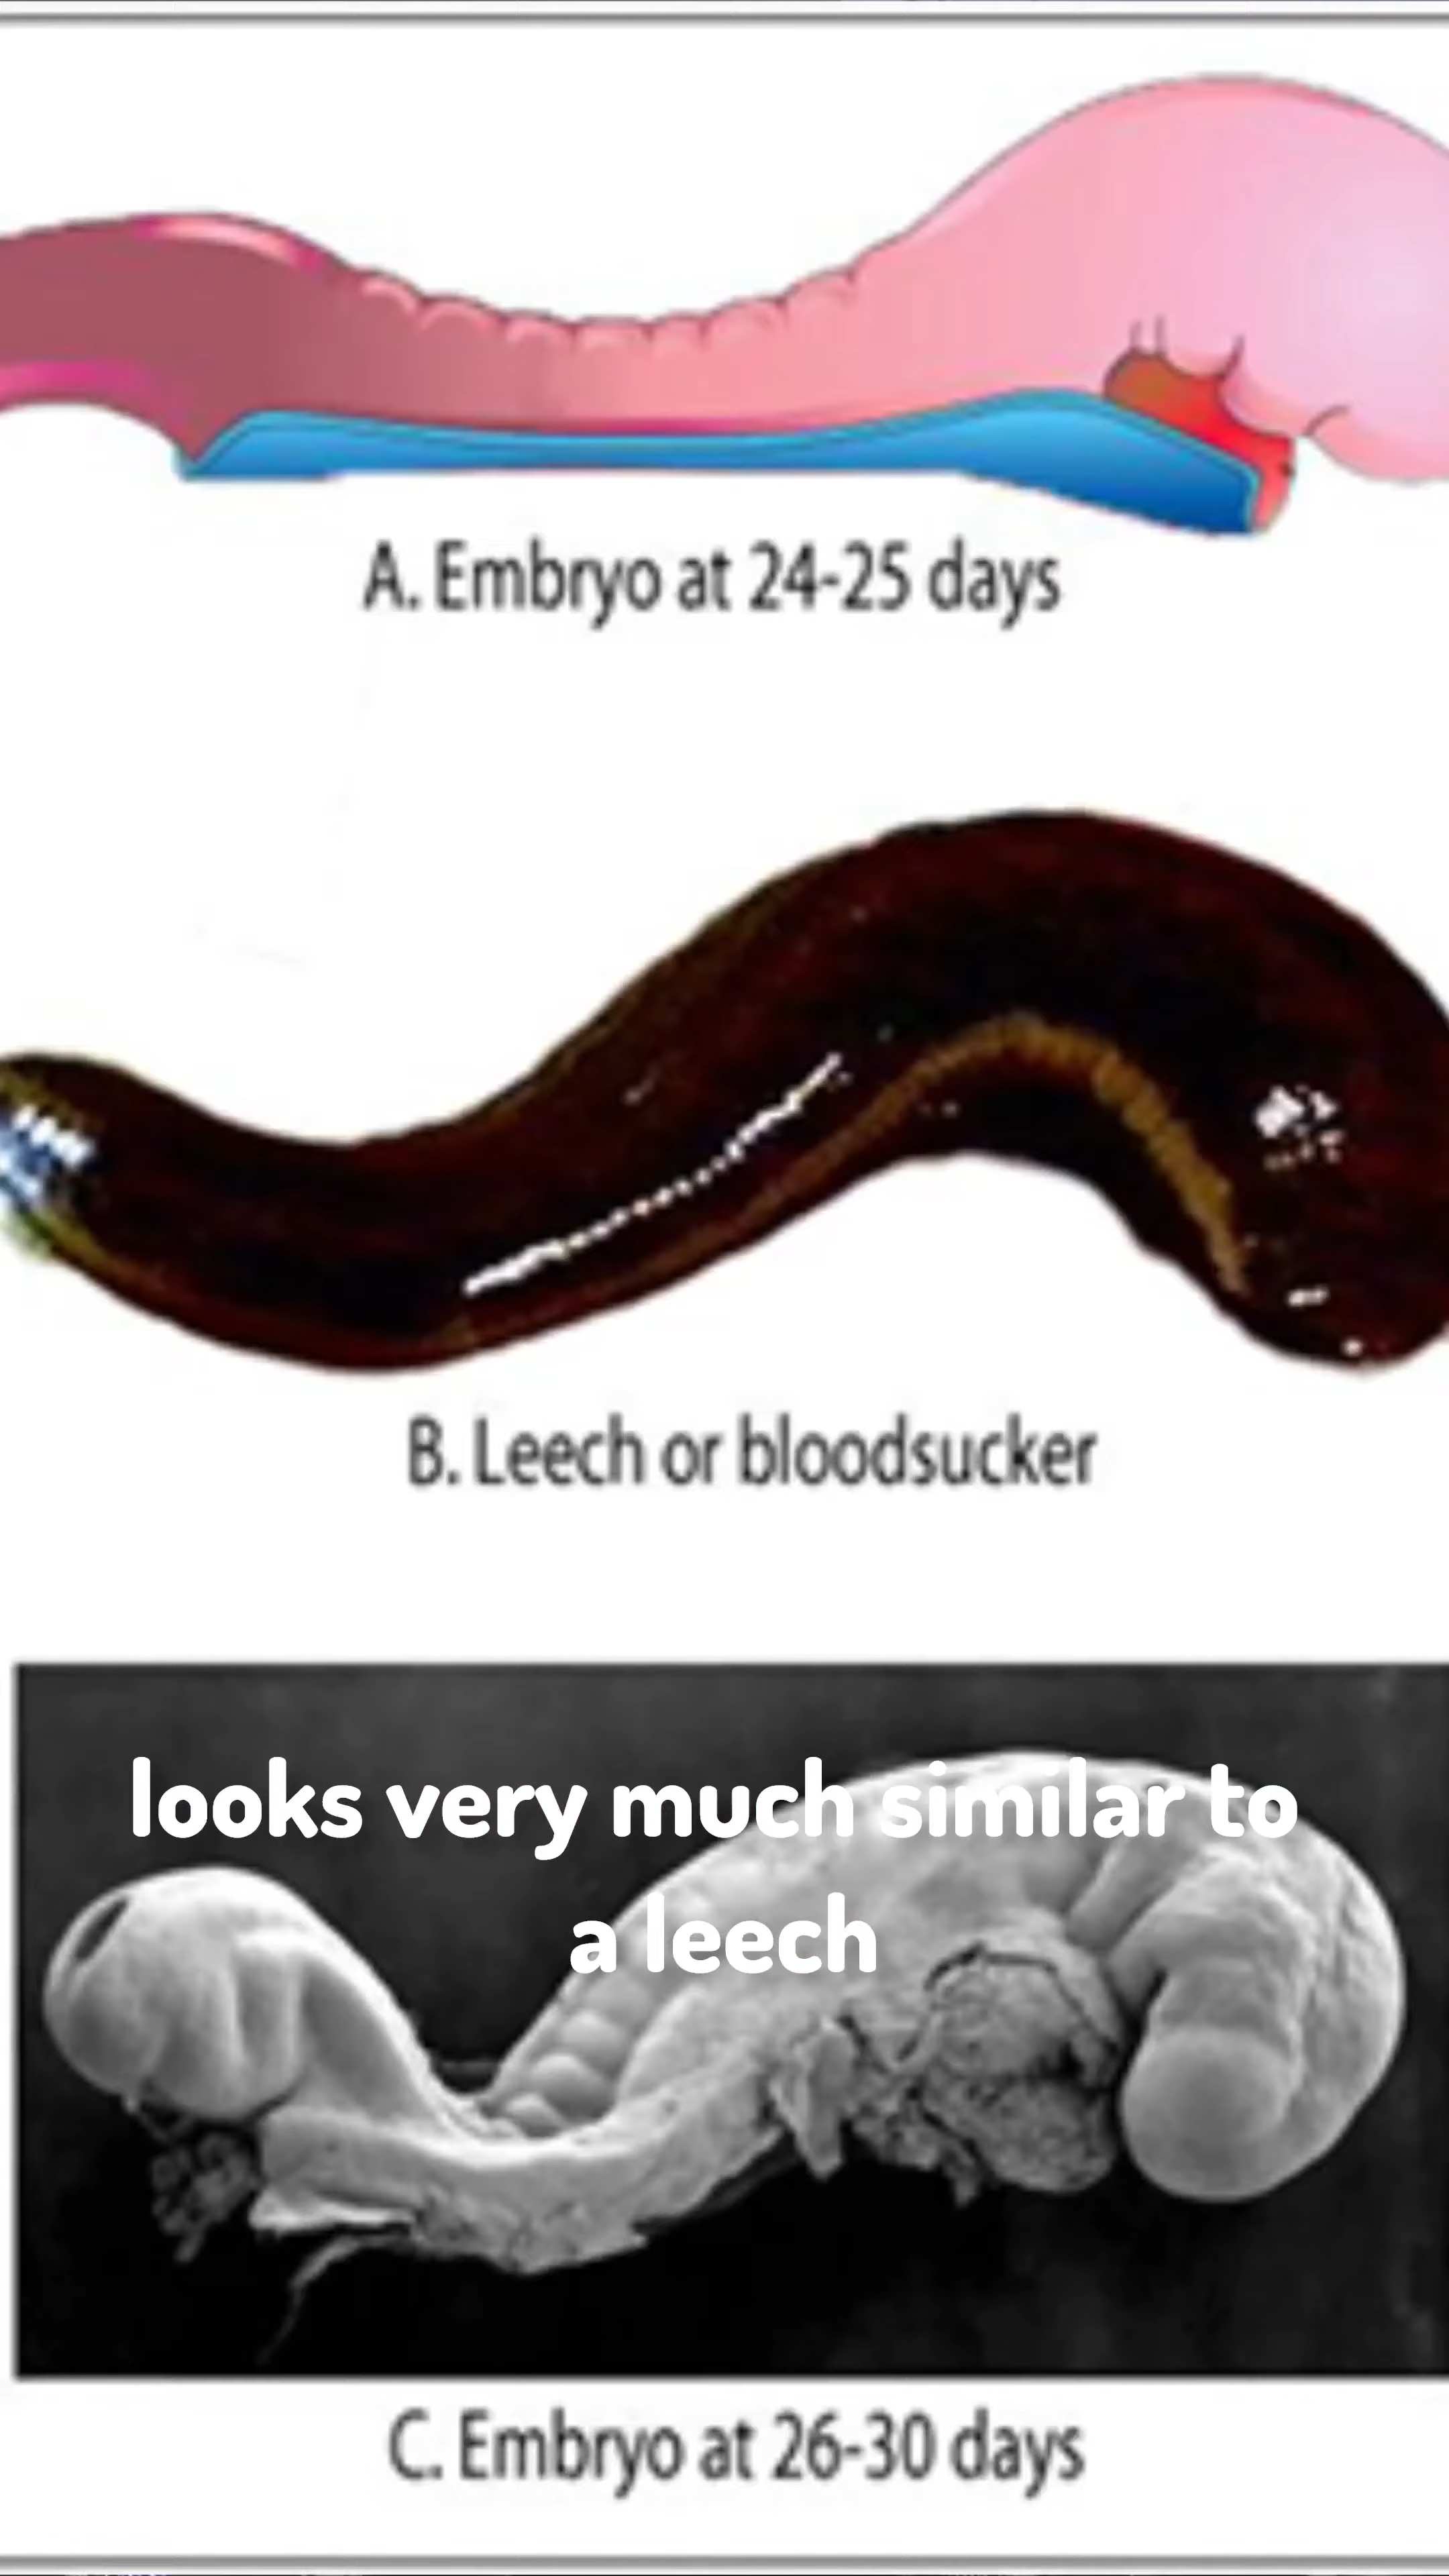 A. Embryo at 24-25 days
B. Leech or bloodsucker
looks very much similar to
a leech
C. Embryo at 26-30 days